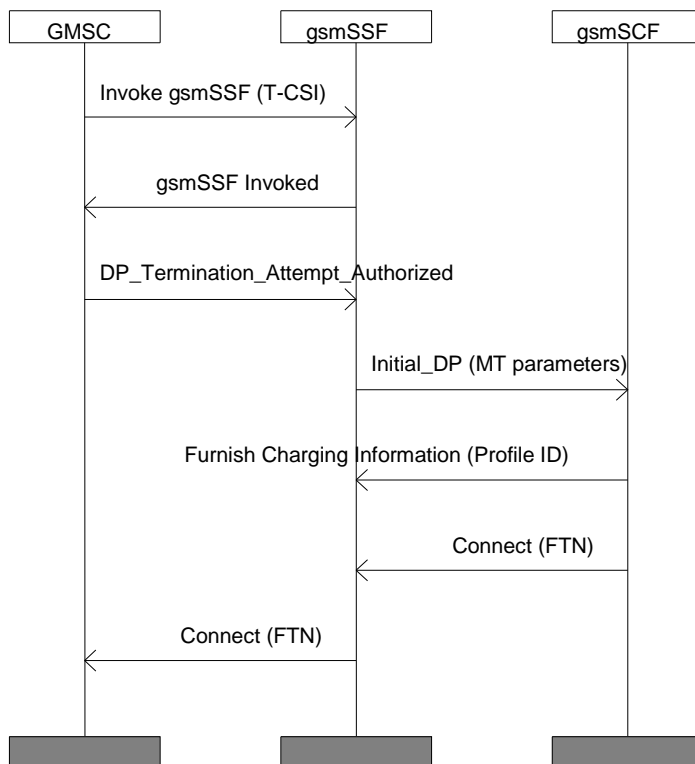 GMSC
gsmSSF
gsmSCF
Invoke gsmSSF (T-CSI)
gsmSSF Invoked
DP_Termination_Attempt_Authorized
Initial_DP (MT parameters)
Furnish Charging Information (Profile ID)
Connect (FTN)
Connect (FTN)